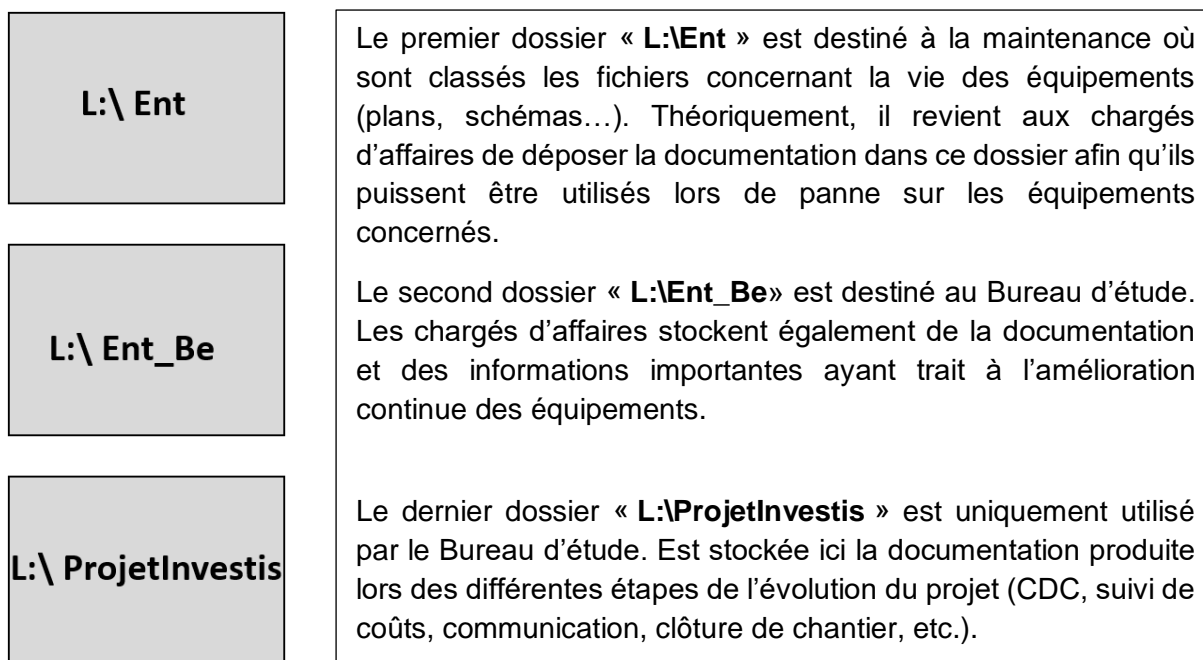 L:\ Ent
Le premier dossier « L:\Ent » est destiné à la maintenance où
sont classés les fichiers concernant la vie des équipements
(plans, schémas…). Théoriquement, il revient aux chargés
d’affaires de déposer la documentation dans ce dossier afin qu’ils
puissent être utilisés lors de panne sur les équipements
concernés.
L:\ Ent_Be
Le second dossier « L:\Ent_Be» est destiné au Bureau d’étude.
Les chargés d’affaires stockent également de la documentation
et des informations importantes ayant trait à l’amélioration
continue des équipements.
L:\ ProjetInvestis
Le dernier dossier « L:\ProjetInvestis » est uniquement utilisé
par le Bureau d’étude. Est stockée ici la documentation produite
lors des différentes étapes de l’évolution du projet (CDC, suivi de
coûts, communication, clôture de chantier, etc.).